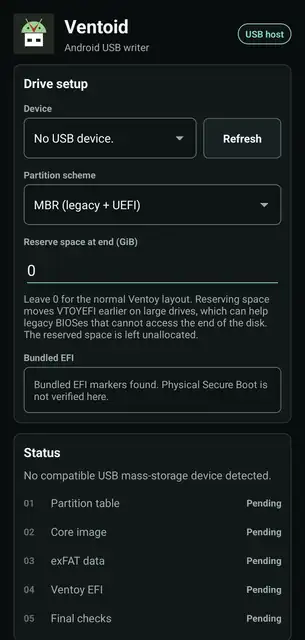 Ventoid
Android USB writer
USB host
Drive setup
Device
No USB device.
Refresh
Partition scheme
MBR (legacy + UEFI)
Reserve space at end (GiB)
0
Leave 0 for the normal Ventoy layout. Reserving space
moves VTOYEFI earlier on large drives, which can help
legacy BIOSes that cannot access the end of the disk.
The reserved space is left unallocated.
Bundled EFI
Bundled EFI markers found. Physical Secure Boot is
not verified here.
Status
No compatible USB mass-storage device detected.
01 Partition table Pending
02 Core image Pending
03 exFAT data Pending
04 Ventoy EFI Pending
05 Final checks Pending